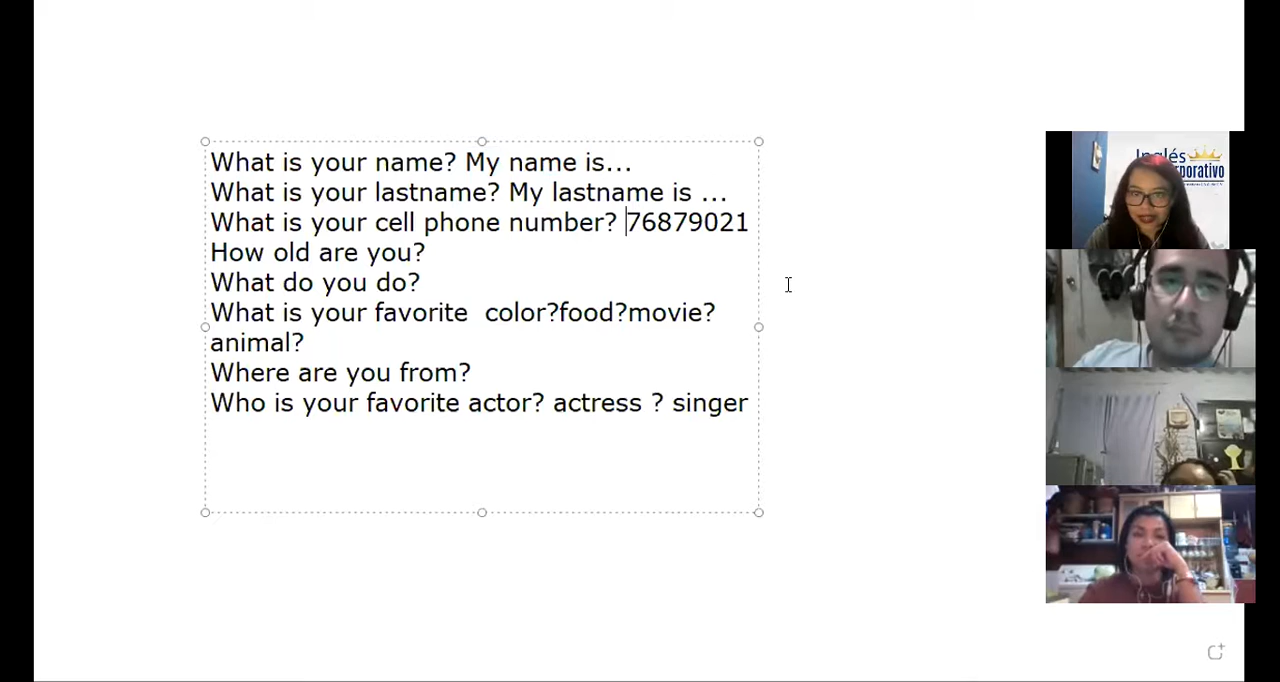 What is your name? My name is...
What is your lastname? My lastname is ...
What is your cell phone number? 76879021
How old are you?
What do you do?
What is your favorite  color?food?movie?
animal?
Where are you from?
Who is your favorite actor? actress ? singer
Inglés